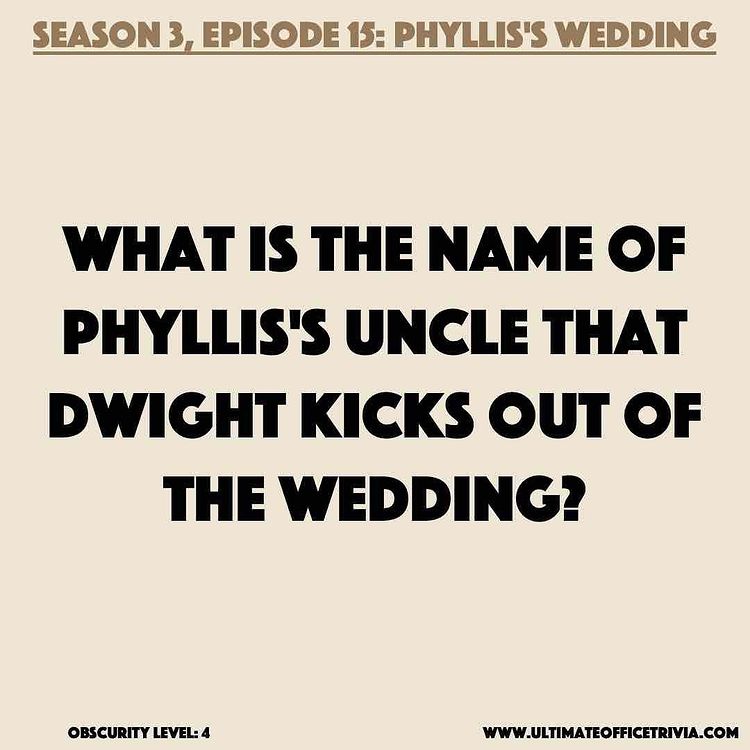 SEASON 3, EPISODE 15: PHYLLIS'S WEDDING
WHAT IS THE NAME OF
PHYLLIS'S UNCLE THAT
DWIGHT KICKS OUT OF
THE WEDDING?
OBSCURITY LEVEL: 4
WWW.ULTIMATEOFFICETRIVIA.COM